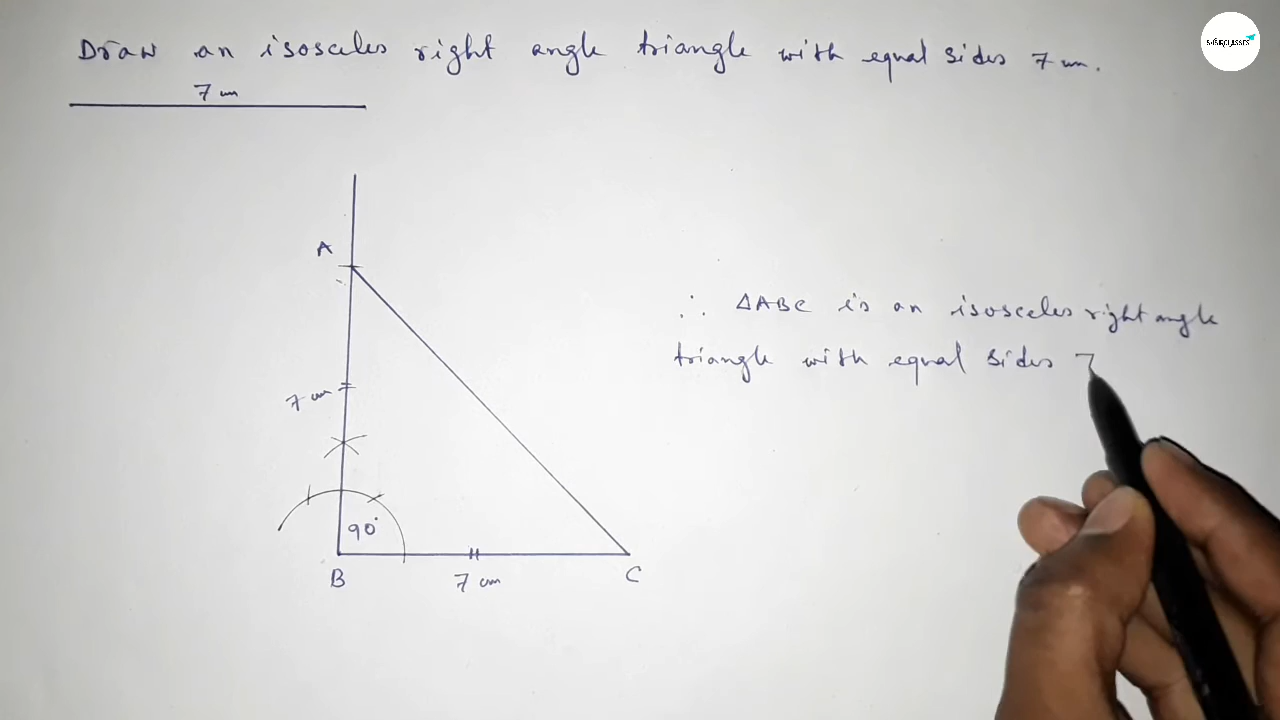 Draw an isosceles right angle triangle with equal sides 7 cm.
7 cm
A
7 cm
90°
B
7 cm
C
∴ △ABC is an isosceles right angle
triangle with equal sides 7